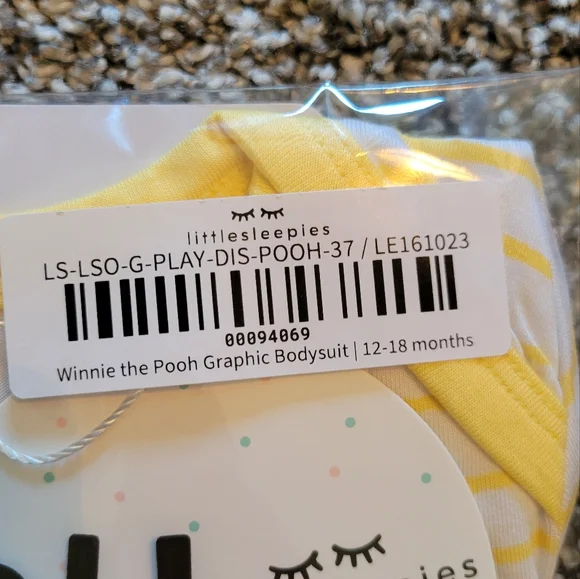 littlesleepies
LS-LSO-G-PLAY-DIS-POOH-37 / LE161023
00094069
Winnie the Pooh Graphic Bodysuit | 12-18 months